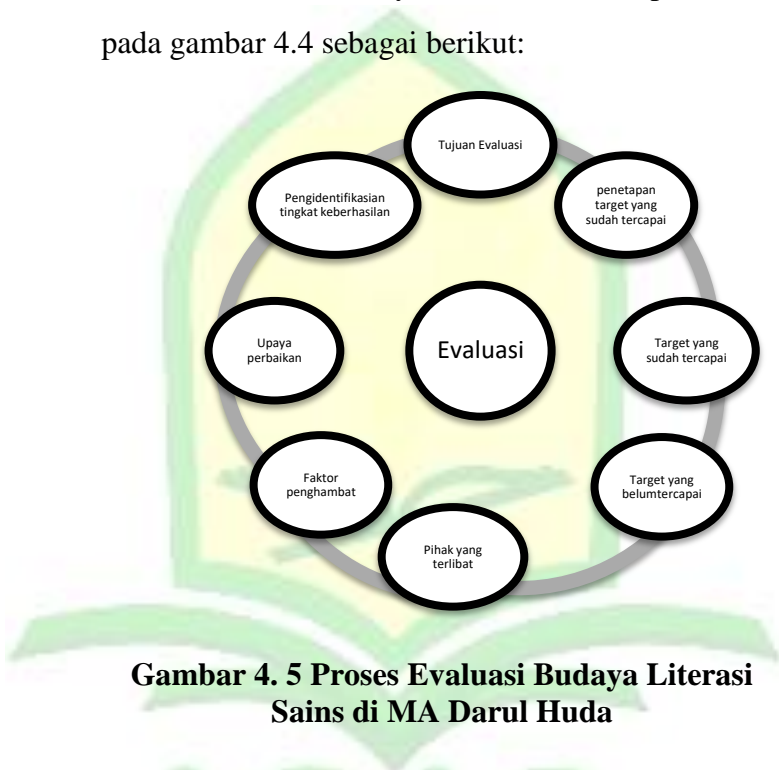 pada gambar 4.4 sebagai berikut:
Tujuan Evaluasi
penetapan
target yang
sudah tercapai
Target yang
sudah tercapai
Target yang
belumtercapai
Pihak yang
terlibat
Faktor
penghambat
Upaya
perbaikan
Pengidentifikasian
tingkat keberhasilan
Evaluasi
Gambar 4. 5 Proses Evaluasi Budaya Literasi
Sains di MA Darul Huda